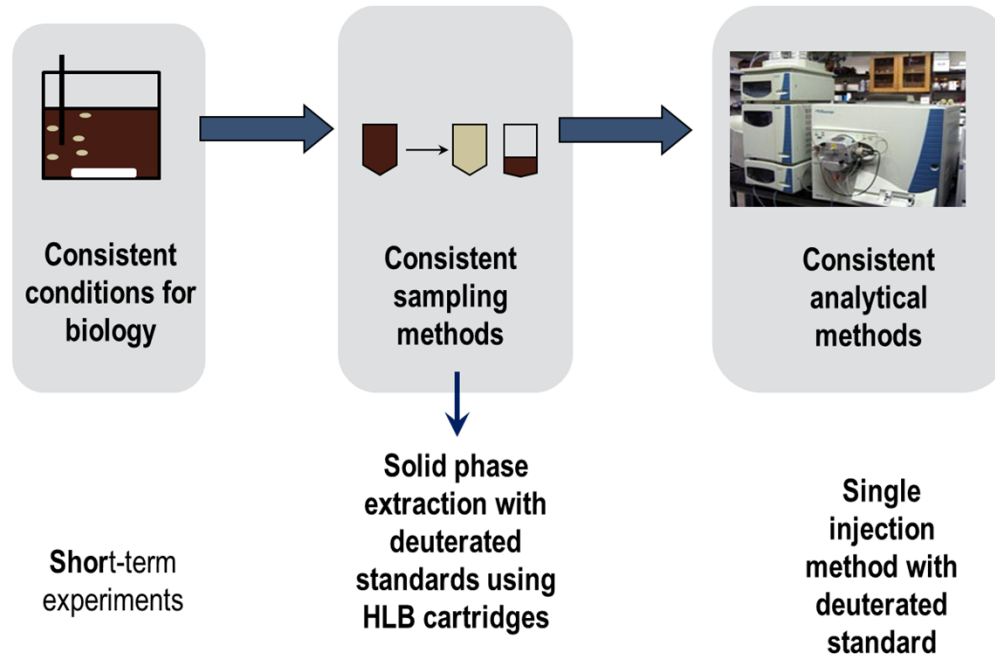 Consistent
conditions for
biology
Consistent
sampling
methods
Consistent
analytical
methods
Short-term
experiments
Solid phase
extraction with
deuterated
standards using
HLB cartridges
Single
injection
method with
deuterated
standard